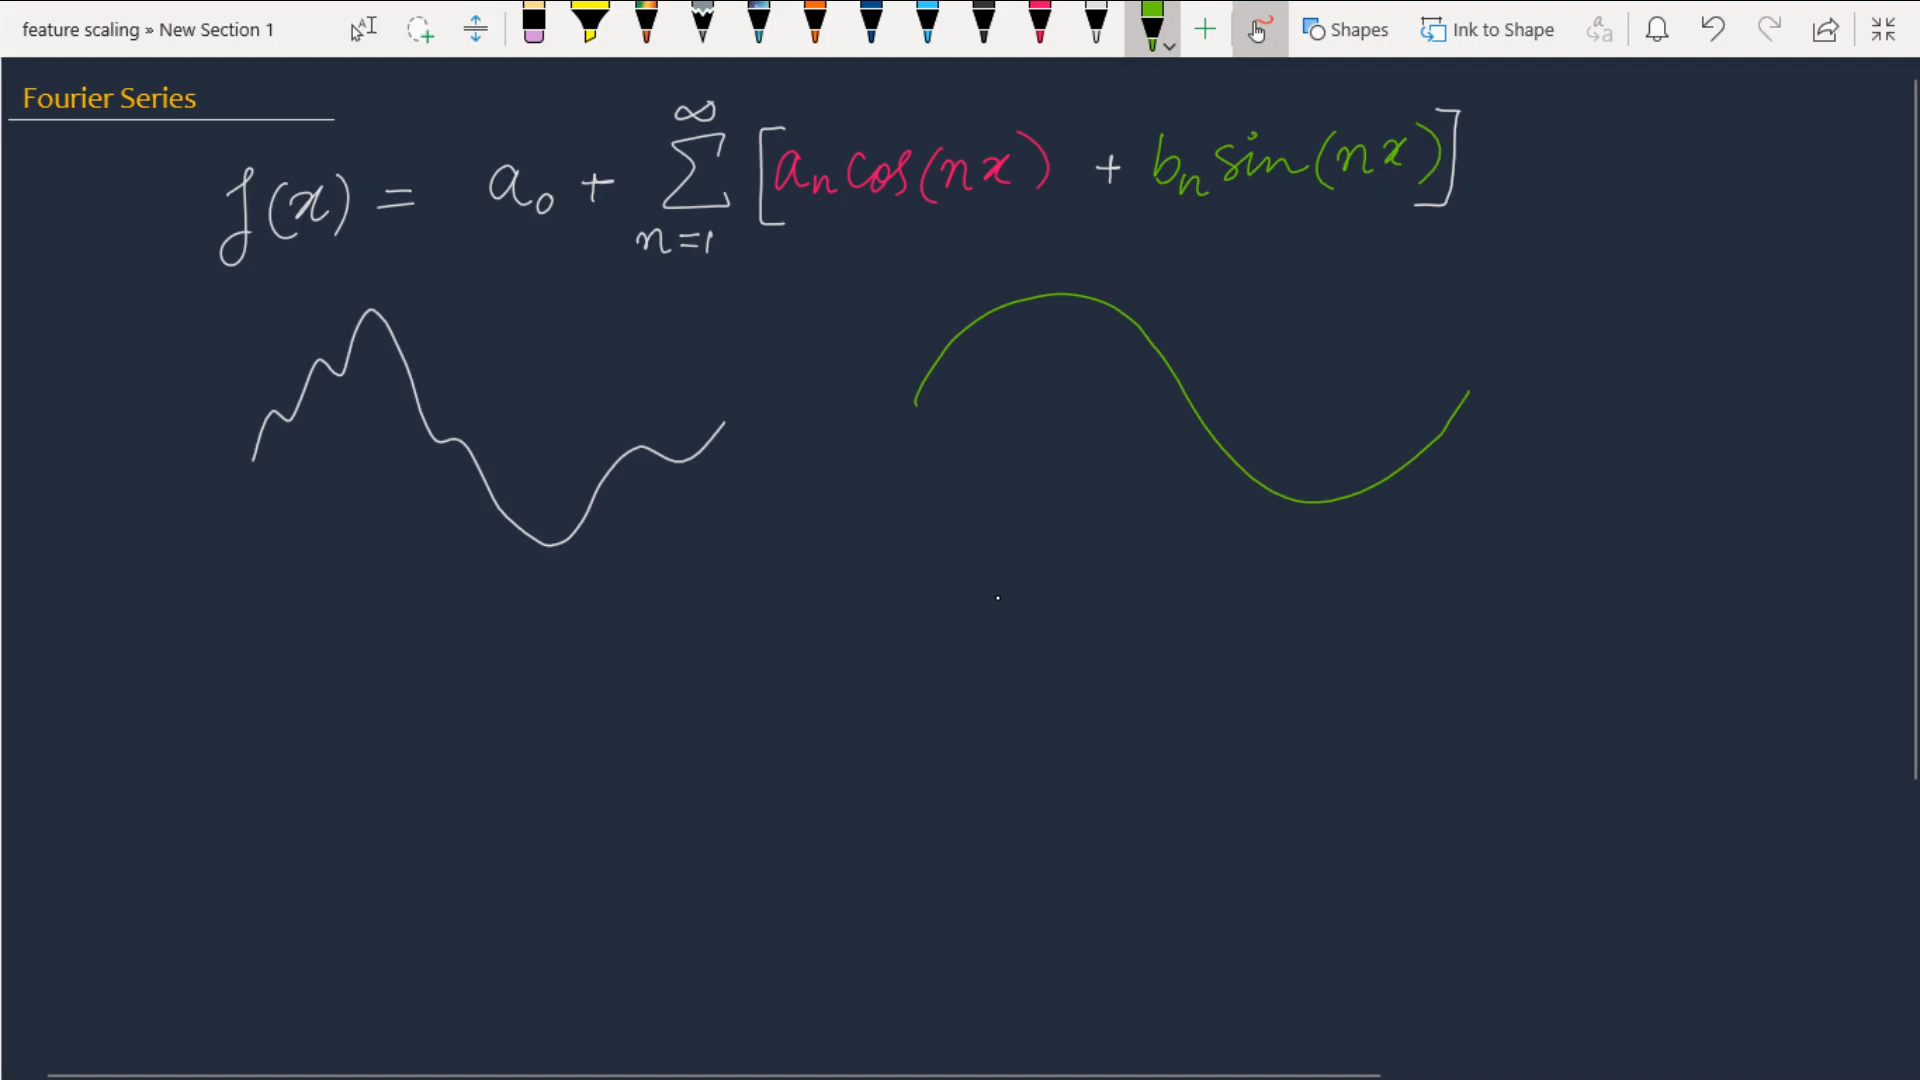 feature scaling » New Section 1
Shapes
Ink to Shape
Fourier Series
f(x) = a₀ + ∑ [aₙ cos(nx) + bₙ sin(nx)]
∞
n=1